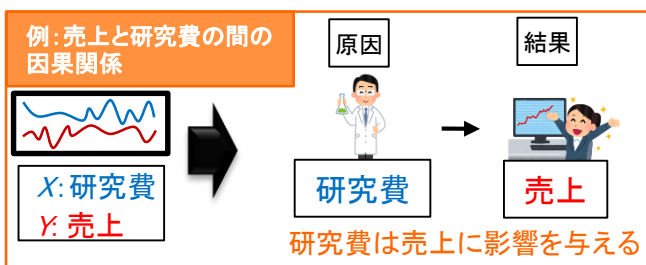 例：売上と研究費の間の
因果関係
原因
結果
X: 研究費
Y: 売上
研究費
売上
研究費は売上に影響を与える